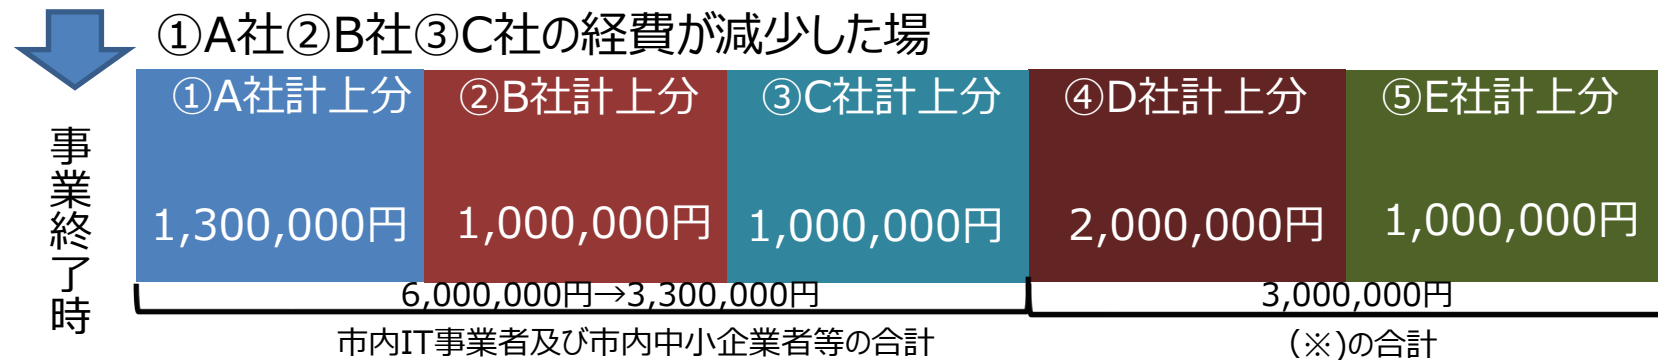 ①A社②B社③C社の経費が減少した場
①A社計上分
②B社計上分
③C社計上分
④D社計上分
⑤E社計上分
事業終了時
1,300,000円
1,000,000円
1,000,000円
2,000,000円
1,000,000円
6,000,000円→3,300,000円
3,000,000円
市内IT事業者及び市内中小企業者等の合計
(※)の合計